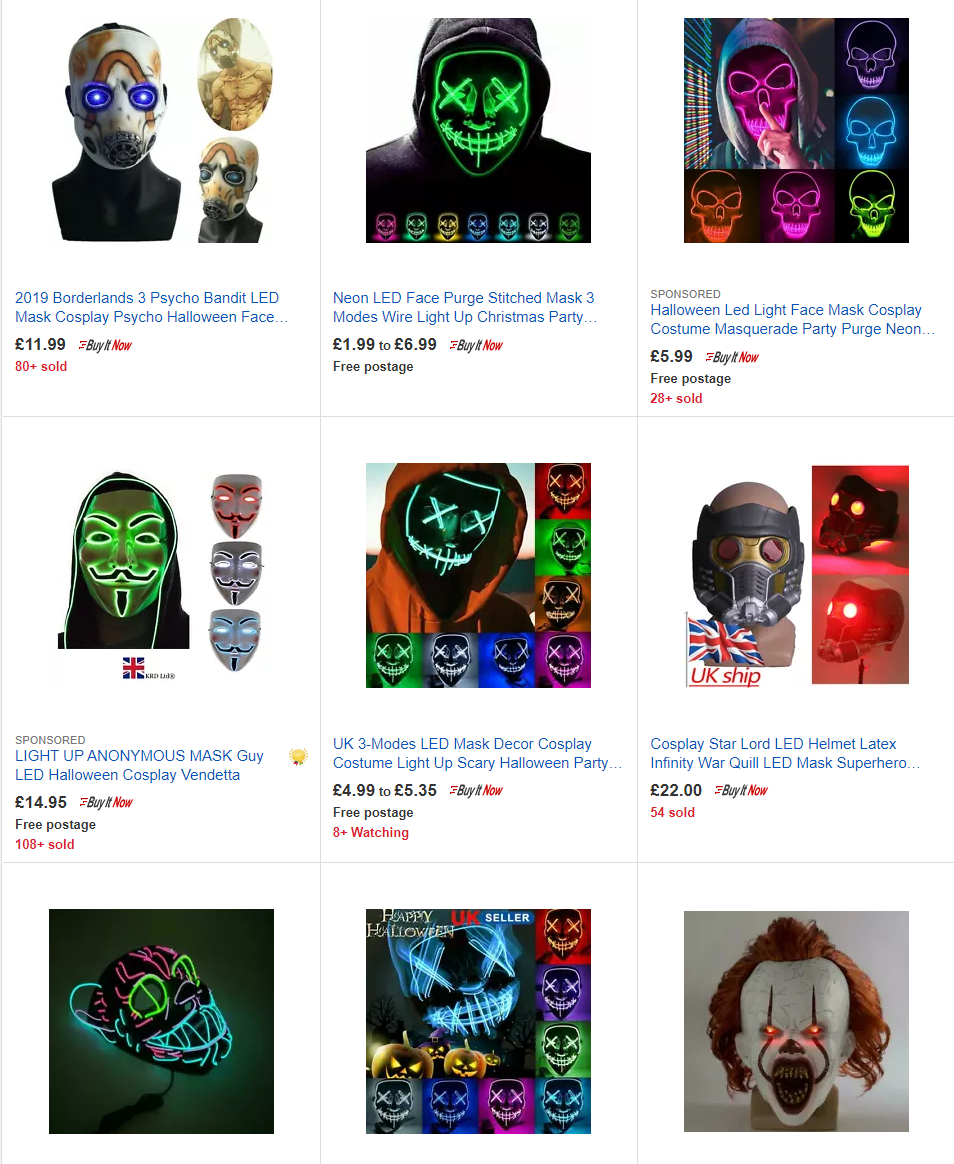 2019 Borderlands 3 Psycho Bandit LED
Mask Cosplay Psycho Halloween Face…
£11.99 Buy It Now
80+ sold
Neon LED Face Purge Stitched Mask 3
Modes Wire Light Up Christmas Party…
£1.99 to £6.99 Buy It Now
Free postage
SPONSORED
Halloween Led Light Face Mask Cosplay
Costume Masquerade Party Purge Neon…
£5.99 Buy It Now
Free postage
28+ sold
KRD Ltd®
SPONSORED
LIGHT UP ANONYMOUS MASK Guy
LED Halloween Cosplay Vendetta
£14.95 Buy It Now
Free postage
108+ sold
UK 3-Modes LED Mask Decor Cosplay
Costume Light Up Scary Halloween Party…
£4.99 to £5.35 Buy It Now
Free postage
8+ Watching
UK ship
Cosplay Star Lord LED Helmet Latex
Infinity War Quill LED Mask Superhero…
£22.00 Buy It Now
54 sold
HAPPY
HALLOWEEN
UK SELLER